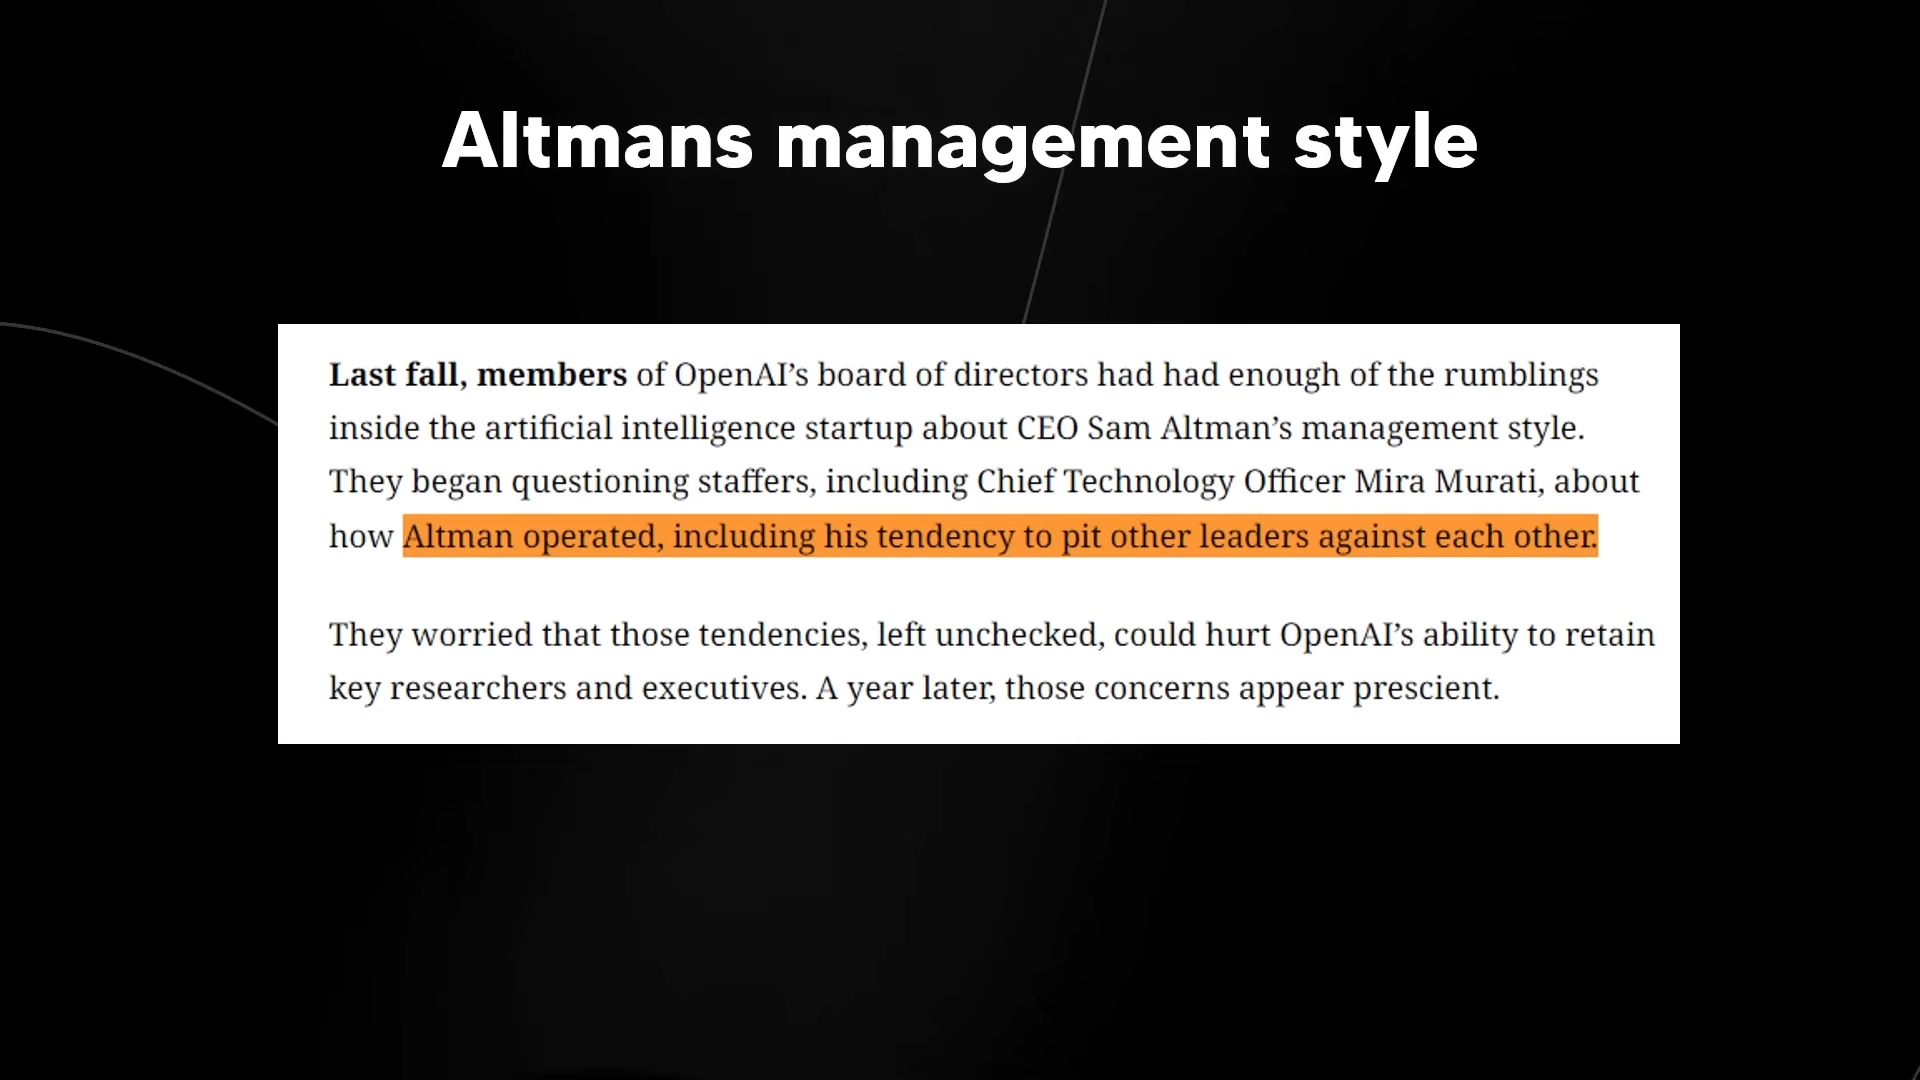 Altmans management style
Last fall, members of OpenAI’s board of directors had had enough of the rumblings
inside the artificial intelligence startup about CEO Sam Altman’s management style.
They began questioning staffers, including Chief Technology Officer Mira Murati, about
how Altman operated, including his tendency to pit other leaders against each other.
They worried that those tendencies, left unchecked, could hurt OpenAI’s ability to retain
key researchers and executives. A year later, those concerns appear prescient.